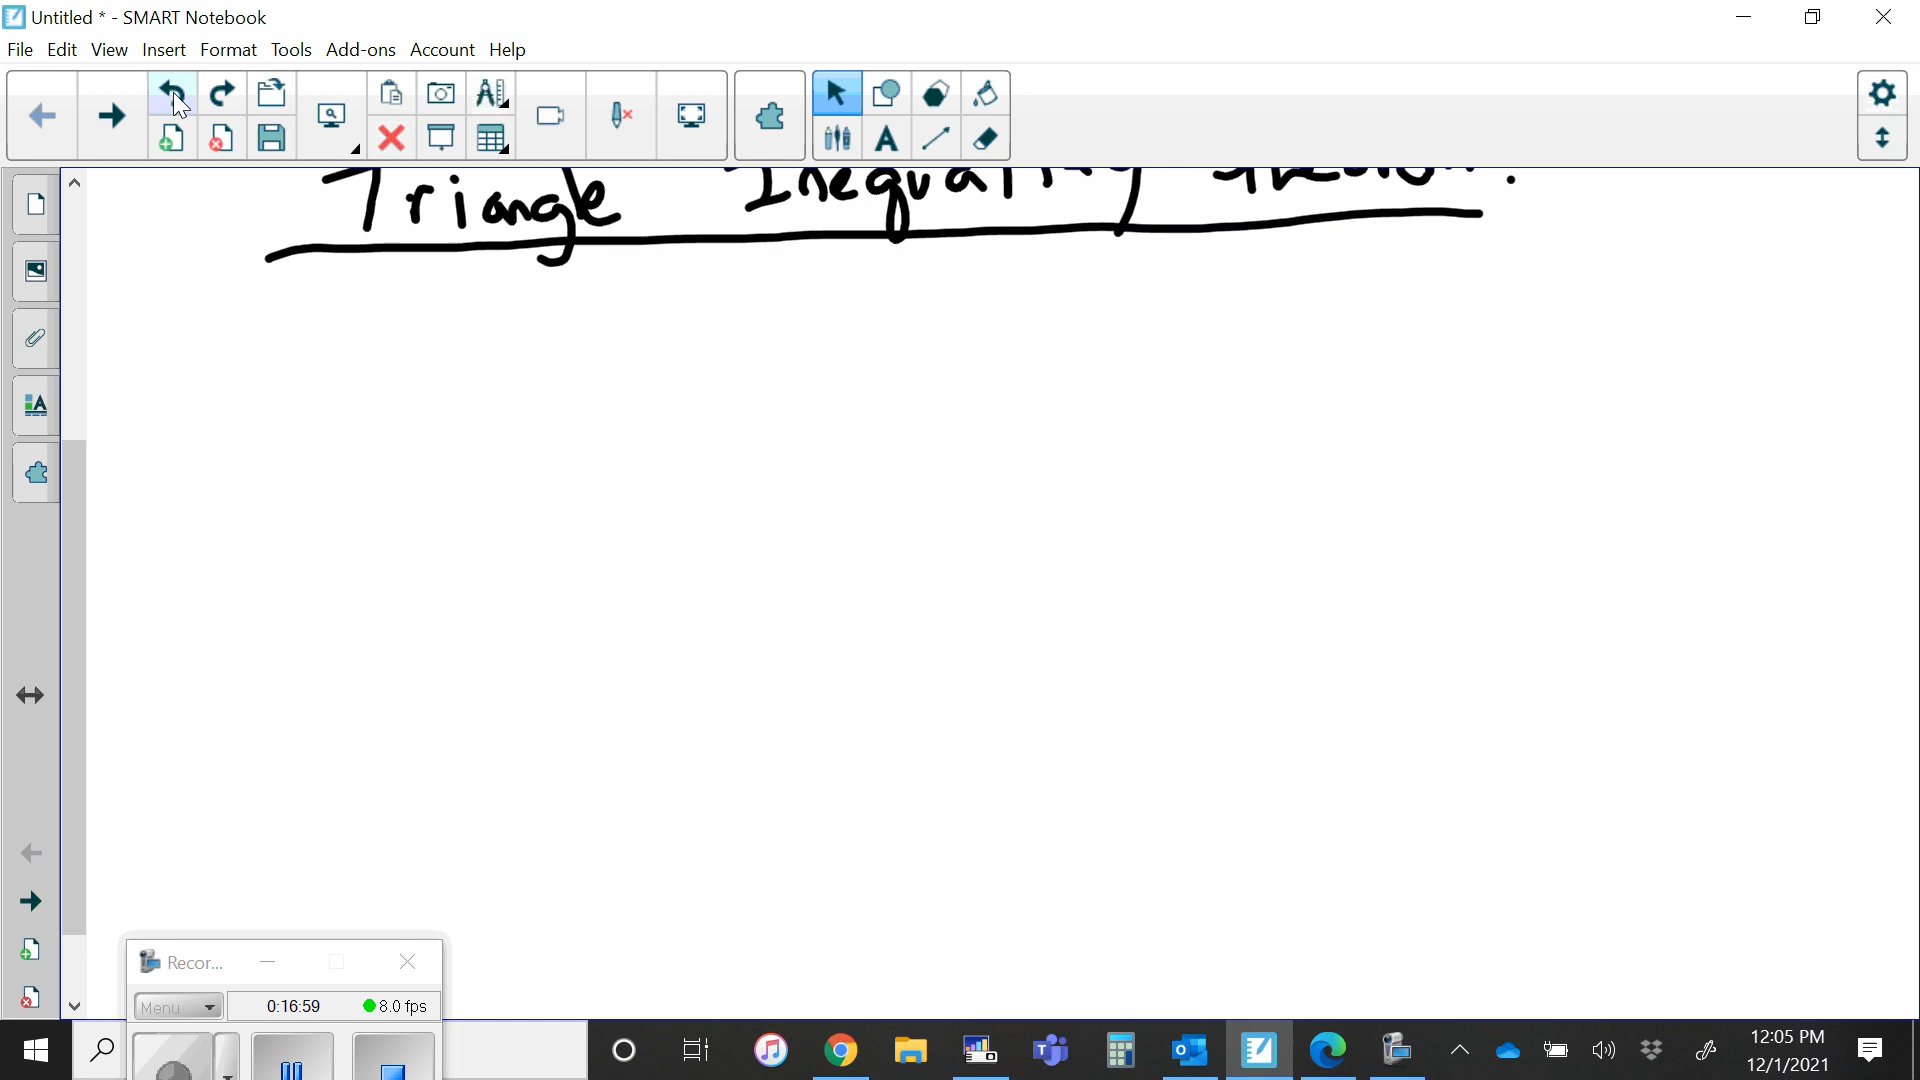 Untitled * - SMART Notebook
File Edit View Insert Format Tools Add-ons Account Help
Triangle Inequality theorem.
Recor...
Menu 0:16:59 8.0 fps
12:05 PM
12/1/2021